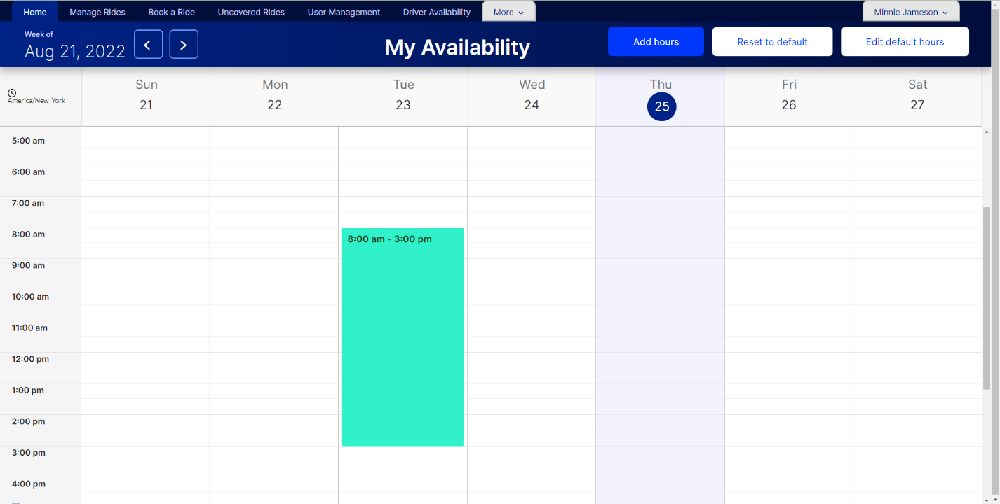 Home Manage Rides Book a Ride Uncovered Rides User Management Driver Availability More Minnie Jameson
Week of
Aug 21, 2022
My Availability
Add hours Reset to default Edit default hours
America/New_York
Sun Mon Tue Wed Thu Fri Sat
21 22 23 24 25 26 27
5:00 am
6:00 am
7:00 am
8:00 am
8:00 am - 3:00 pm
9:00 am
10:00 am
11:00 am
12:00 pm
1:00 pm
2:00 pm
3:00 pm
4:00 pm